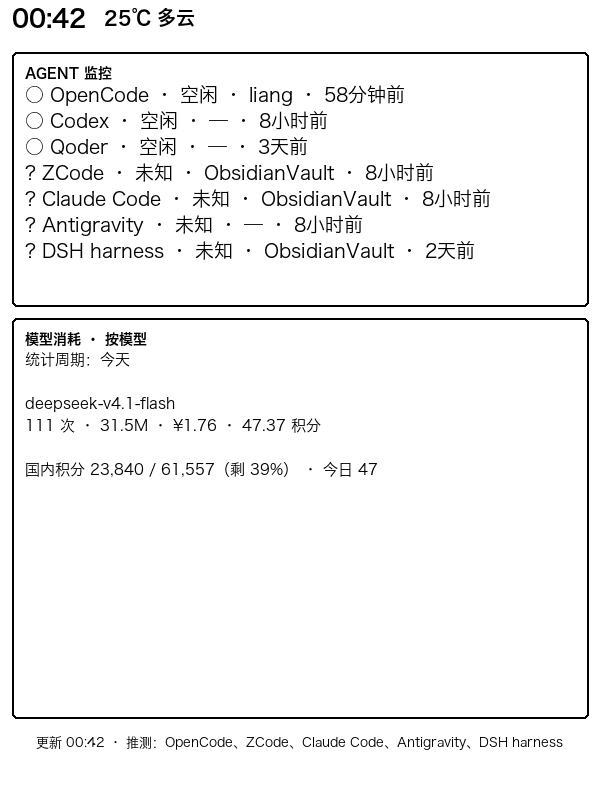 00:42 25℃ 多云
AGENT 监控
○ OpenCode · 空闲 · liang · 58分钟前
○ Codex · 空闲 · — · 8小时前
○ Qoder · 空闲 · — · 3天前
? ZCode · 未知 · ObsidianVault · 8小时前
? Claude Code · 未知 · ObsidianVault · 8小时前
? Antigravity · 未知 · — · 8小时前
? DSH harness · 未知 · ObsidianVault · 2天前
模型消耗 · 按模型
统计周期：今天
deepseek-v4.1-flash
111 次 · 31.5M · ¥1.76 · 47.37 积分
国内积分 23,840 / 61,557（剩 39%） · 今日 47
更新 00:42 · 推测：OpenCode、ZCode、Claude Code、Antigravity、DSH harness